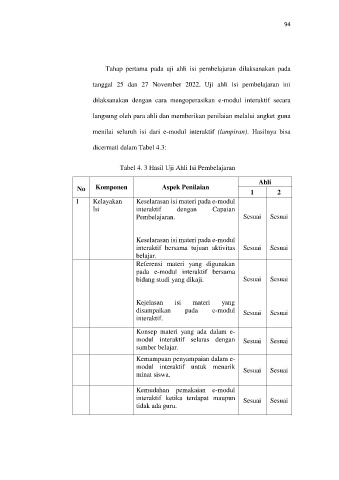 94
Tahap pertama pada uji ahli isi pembelajaran dilaksanakan pada
tanggal 25 dan 27 November 2022. Uji ahli isi pembelajaran ini
dilaksanakan dengan cara mengoperasikan e-modul interaktif secara
langsung oleh para ahli dan memberikan penilaian melalui angket guna
menilai seluruh isi dari e-modul interaktif (lampiran). Hasilnya bisa
dicermati dalam Tabel 4.3:
Tabel 4. 3 Hasil Uji Ahli Isi Pembelajaran
No Komponen Aspek Penilaian Ahli
1 2
1 Kelayakan Isi
Keselarasan isi materi pada e-modul
interaktif dengan Capaian
Pembelajaran. Sesuai Sesuai
Keselarasan isi materi pada e-modul
interaktif bersama tujuan aktivitas
belajar. Sesuai Sesuai
Referensi materi yang digunakan
pada e-modul interaktif bersama
bidang studi yang dikaji. Sesuai Sesuai
Kejelasan isi materi yang
disampaikan pada e-modul
interaktif. Sesuai Sesuai
Konsep materi yang ada dalam e-
modul interaktif selaras dengan
sumber belajar. Sesuai Sesuai
Kemampuan penyampaian dalam e-
modul interaktif untuk menarik
minat siswa. Sesuai Sesuai
Kemudahan pemakaian e-modul
interaktif ketika terdapat maupun
tidak ada guru. Sesuai Sesuai